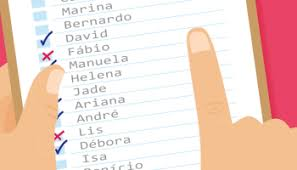 Marina
Bernardo
David
Fábio
Manuela
Helena
Jade
Ariana
André
Lis
Débora
Isa